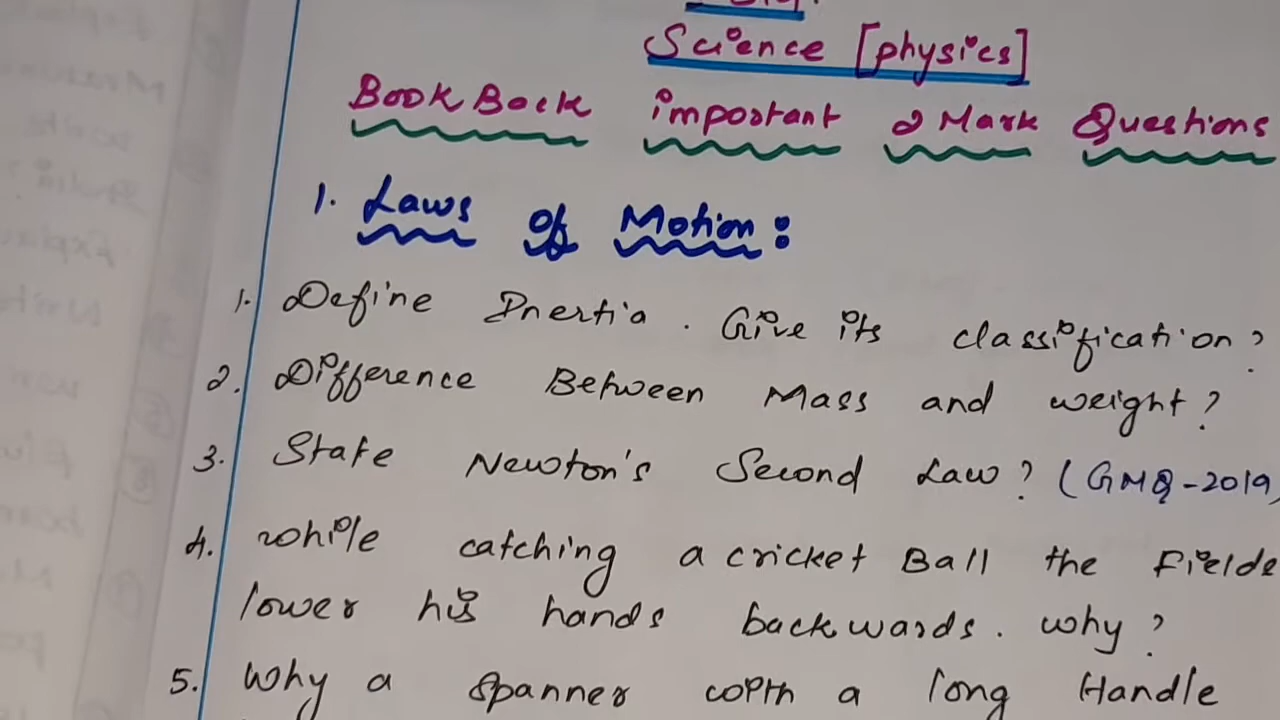 Science [physics]
Book Back important 2 Mark Questions
1. Laws of Motion:
1. Define Inertia. Give its classification?
2. Difference Between Mass and weight?
3. State Newton's Second Law? (GMQ-2019)
4. while catching a cricket Ball the Fielde
lower his hands backwards. why?
5. Why a spanner with a long Handle